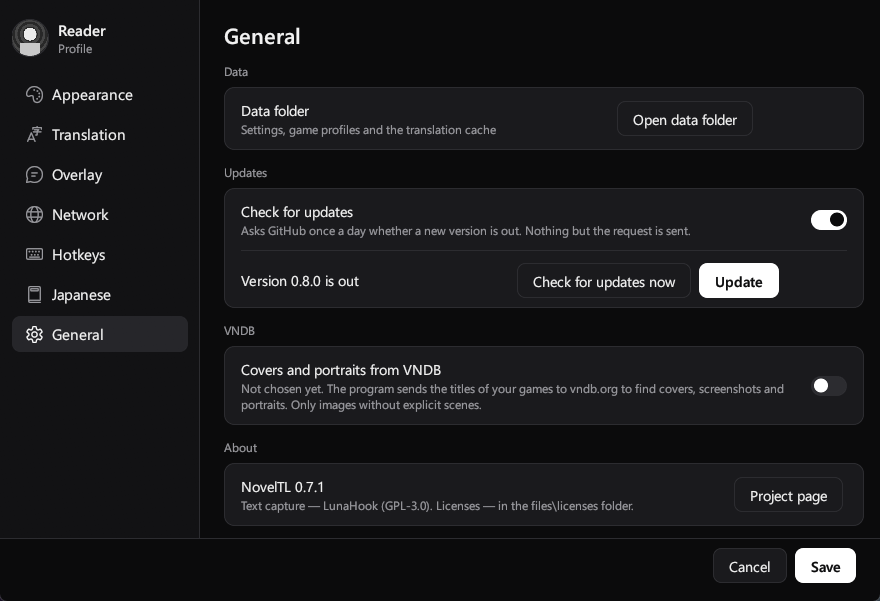 Reader
Profile
Appearance
Translation
Overlay
Network
Hotkeys
Japanese
General
General
Data
Data folder
Settings, game profiles and the translation cache
Open data folder
Updates
Check for updates
Asks GitHub once a day whether a new version is out. Nothing but the request is sent.
Version 0.8.0 is out
Check for updates now
Update
VNDB
Covers and portraits from VNDB
Not chosen yet. The program sends the titles of your games to vndb.org to find covers, screenshots and
portraits. Only images without explicit scenes.
About
NovelTL 0.7.1
Text capture — LunaHook (GPL-3.0). Licenses — in the files\licenses folder.
Project page
Cancel
Save